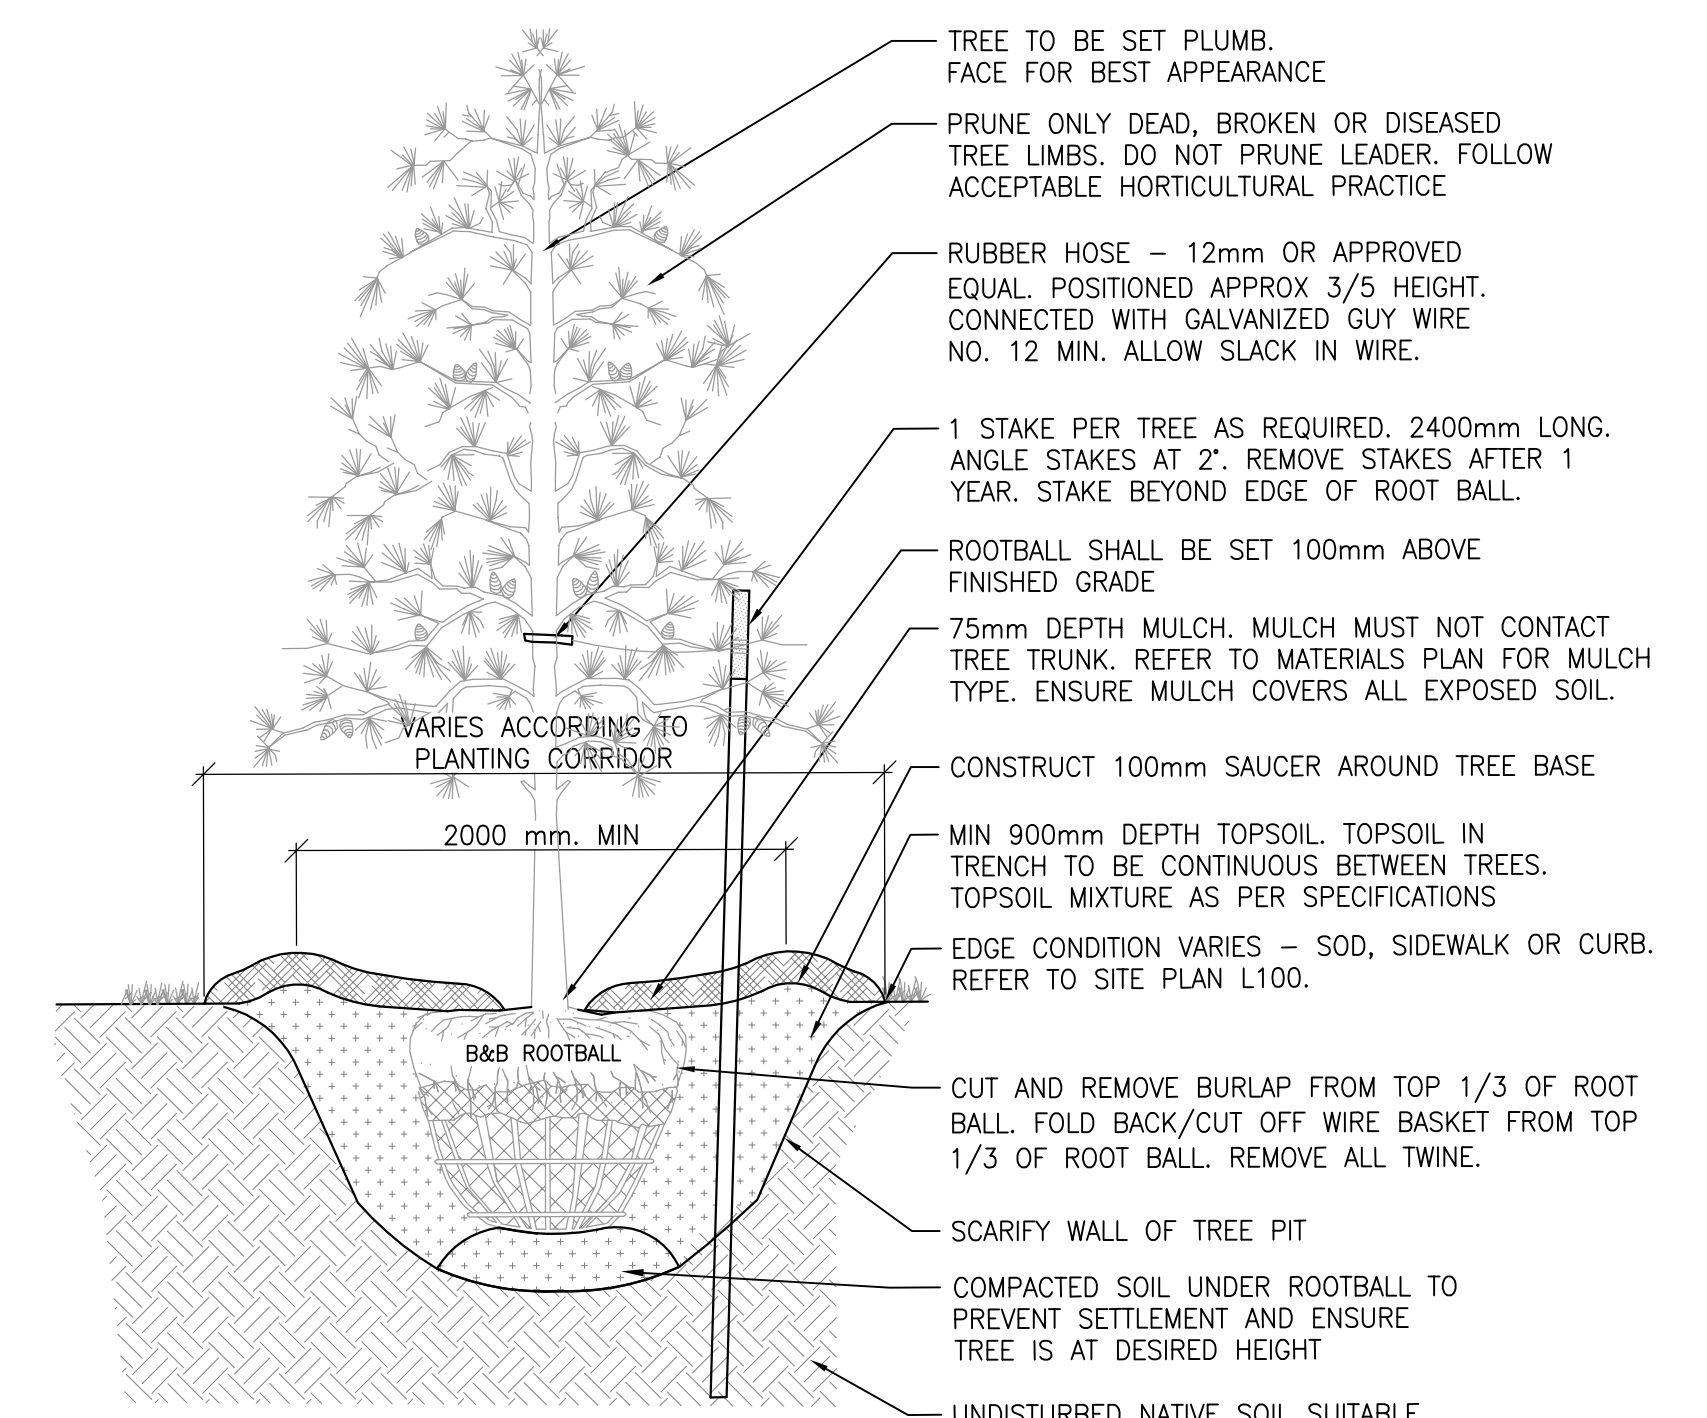 TREE TO BE SET PLUMB.
FACE FOR BEST APPEARANCE
PRUNE ONLY DEAD, BROKEN OR DISEASED
TREE LIMBS. DO NOT PRUNE LEADER. FOLLOW
ACCEPTABLE HORTICULTURAL PRACTICE
RUBBER HOSE – 12mm OR APPROVED
EQUAL. POSITIONED APPROX 3/5 HEIGHT.
CONNECTED WITH GALVANIZED GUY WIRE
NO. 12 MIN. ALLOW SLACK IN WIRE.
1 STAKE PER TREE AS REQUIRED. 2400mm LONG.
ANGLE STAKES AT 2°. REMOVE STAKES AFTER 1
YEAR. STAKE BEYOND EDGE OF ROOT BALL.
ROOTBALL SHALL BE SET 100mm ABOVE
FINISHED GRADE
75mm DEPTH MULCH. MULCH MUST NOT CONTACT
TREE TRUNK. REFER TO MATERIALS PLAN FOR MULCH
TYPE. ENSURE MULCH COVERS ALL EXPOSED SOIL.
VARIES ACCORDING TO
PLANTING CORRIDOR
CONSTRUCT 100mm SAUCER AROUND TREE BASE
2000 mm. MIN
MIN 900mm DEPTH TOPSOIL. TOPSOIL IN
TRENCH TO BE CONTINUOUS BETWEEN TREES.
TOPSOIL MIXTURE AS PER SPECIFICATIONS
EDGE CONDITION VARIES – SOD, SIDEWALK OR CURB.
REFER TO SITE PLAN L100.
B&B ROOTBALL
CUT AND REMOVE BURLAP FROM TOP 1/3 OF ROOT
BALL. FOLD BACK/CUT OFF WIRE BASKET FROM TOP
1/3 OF ROOT BALL. REMOVE ALL TWINE.
SCARIFY WALL OF TREE PIT
COMPACTED SOIL UNDER ROOTBALL TO
PREVENT SETTLEMENT AND ENSURE
TREE IS AT DESIRED HEIGHT
UNDISTURBED NATIVE SOIL SUITABLE